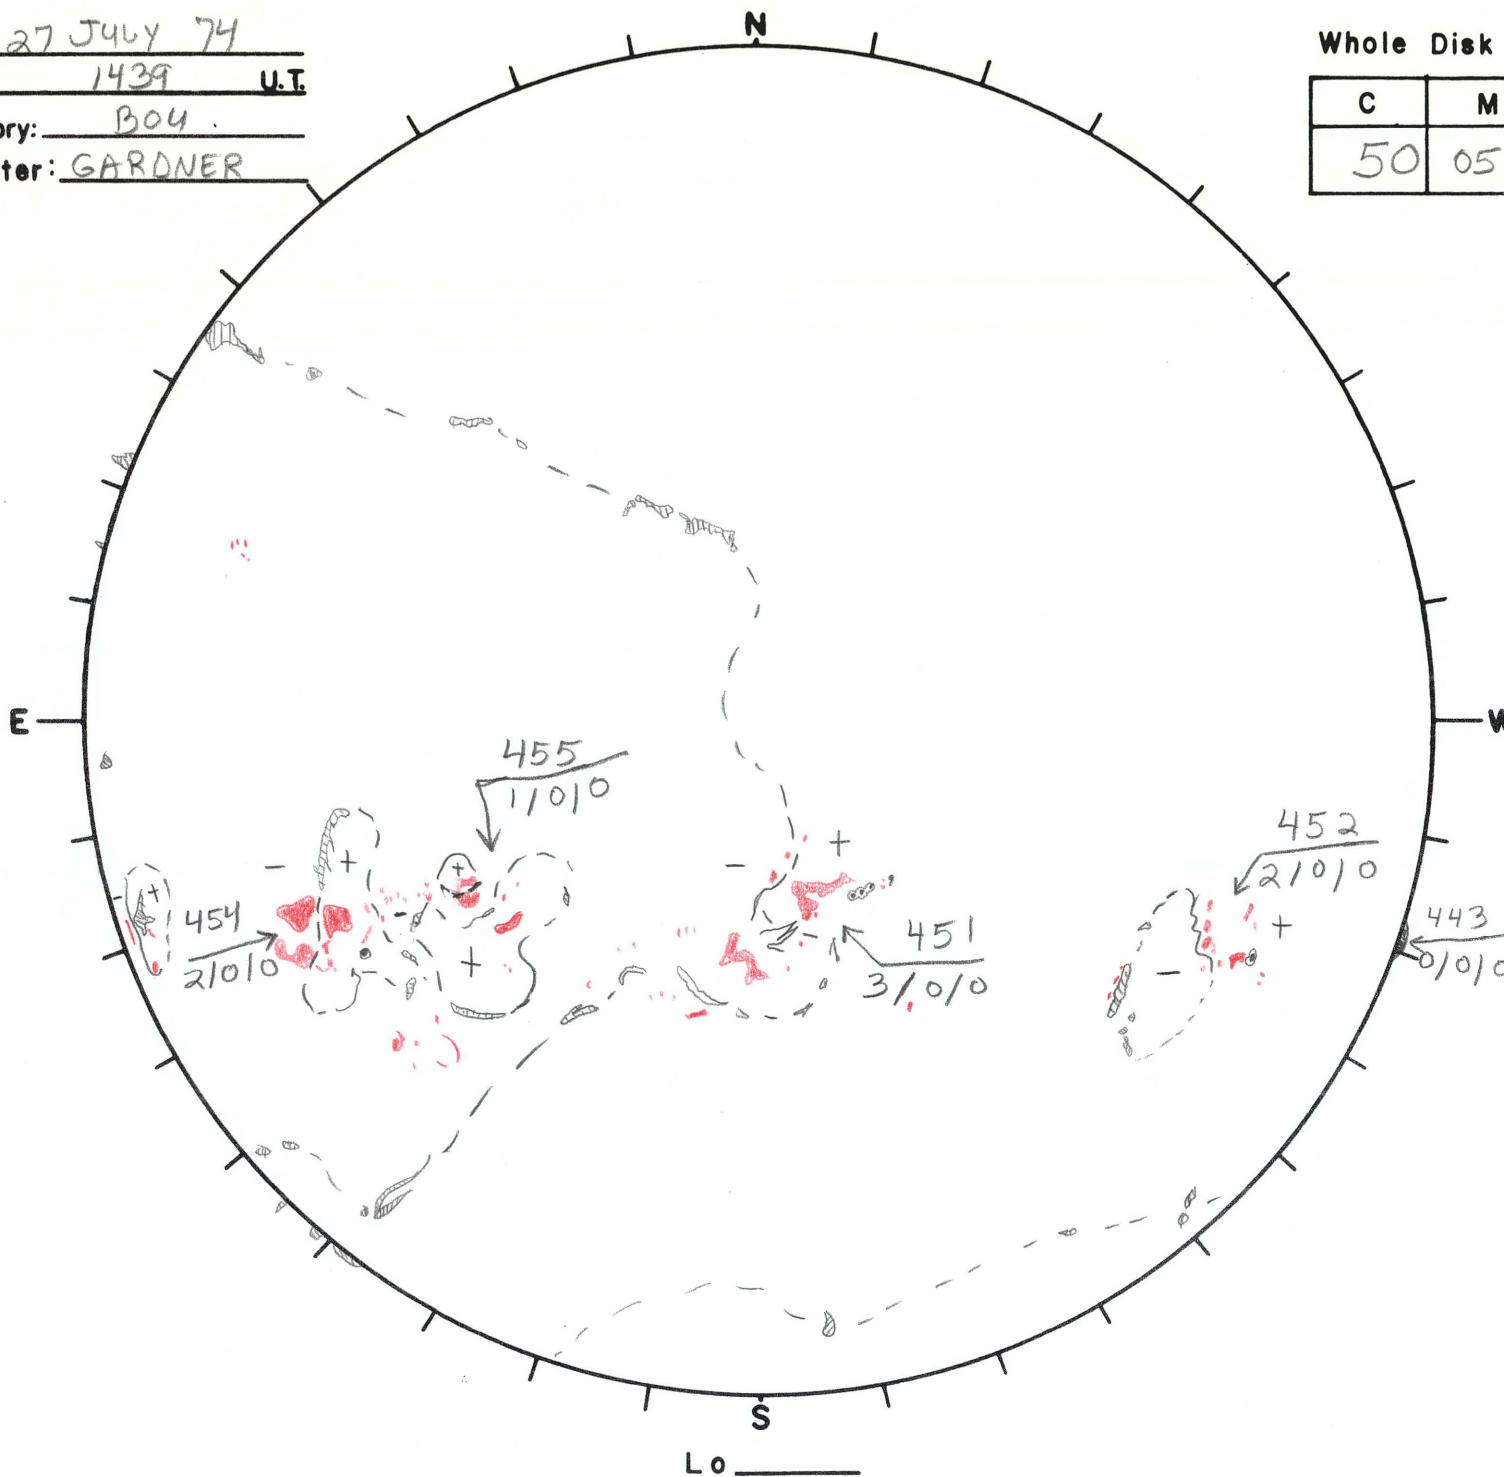 27 JULY 74
1439 U.T.
ory: BOU.
ter: GARDNER
N
Whole Disk
C M
50 05
E
W
455
1/0/0
+
-
+
+
-
+
-
-
+
454
2/0/0
+
-
451
3/0/0
452
2/0/0
+
-
443
0/0/0
S
Lo